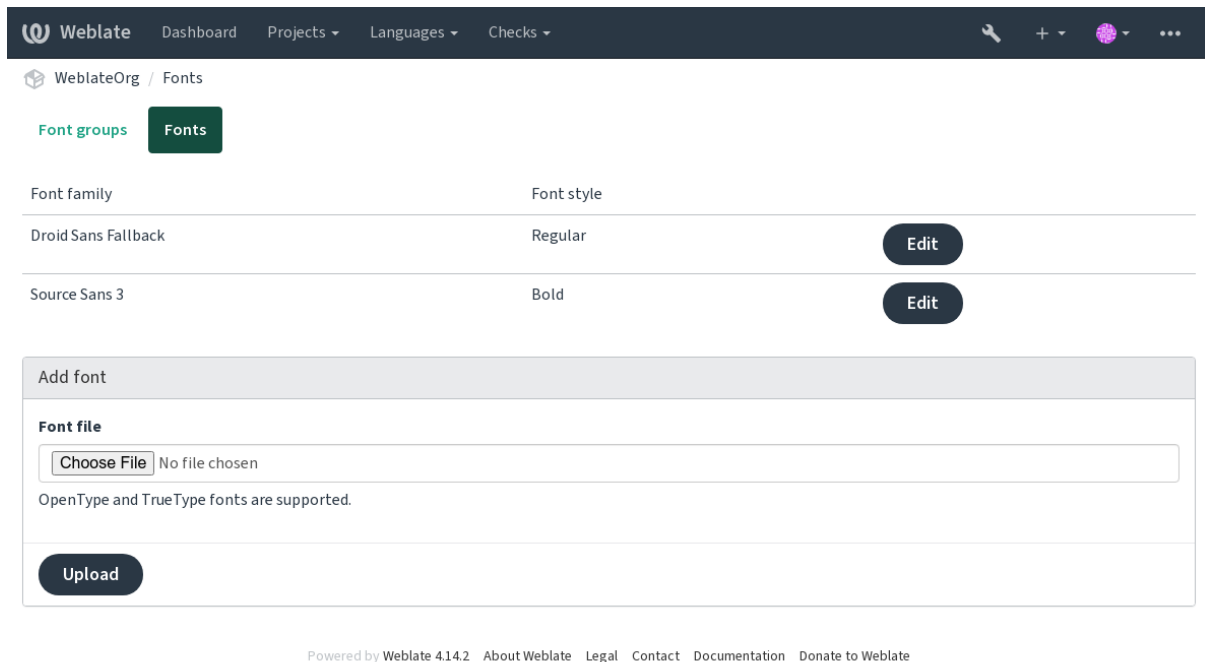 Weblate Dashboard Projects Languages Checks
WeblateOrg / Fonts
Font groups Fonts
Font family Font style
Droid Sans Fallback Regular Edit
Source Sans 3 Bold Edit
Add font
Font file
Choose File No file chosen
OpenType and TrueType fonts are supported.
Upload
Powered by Weblate 4.14.2 About Weblate Legal Contact Documentation Donate to Weblate